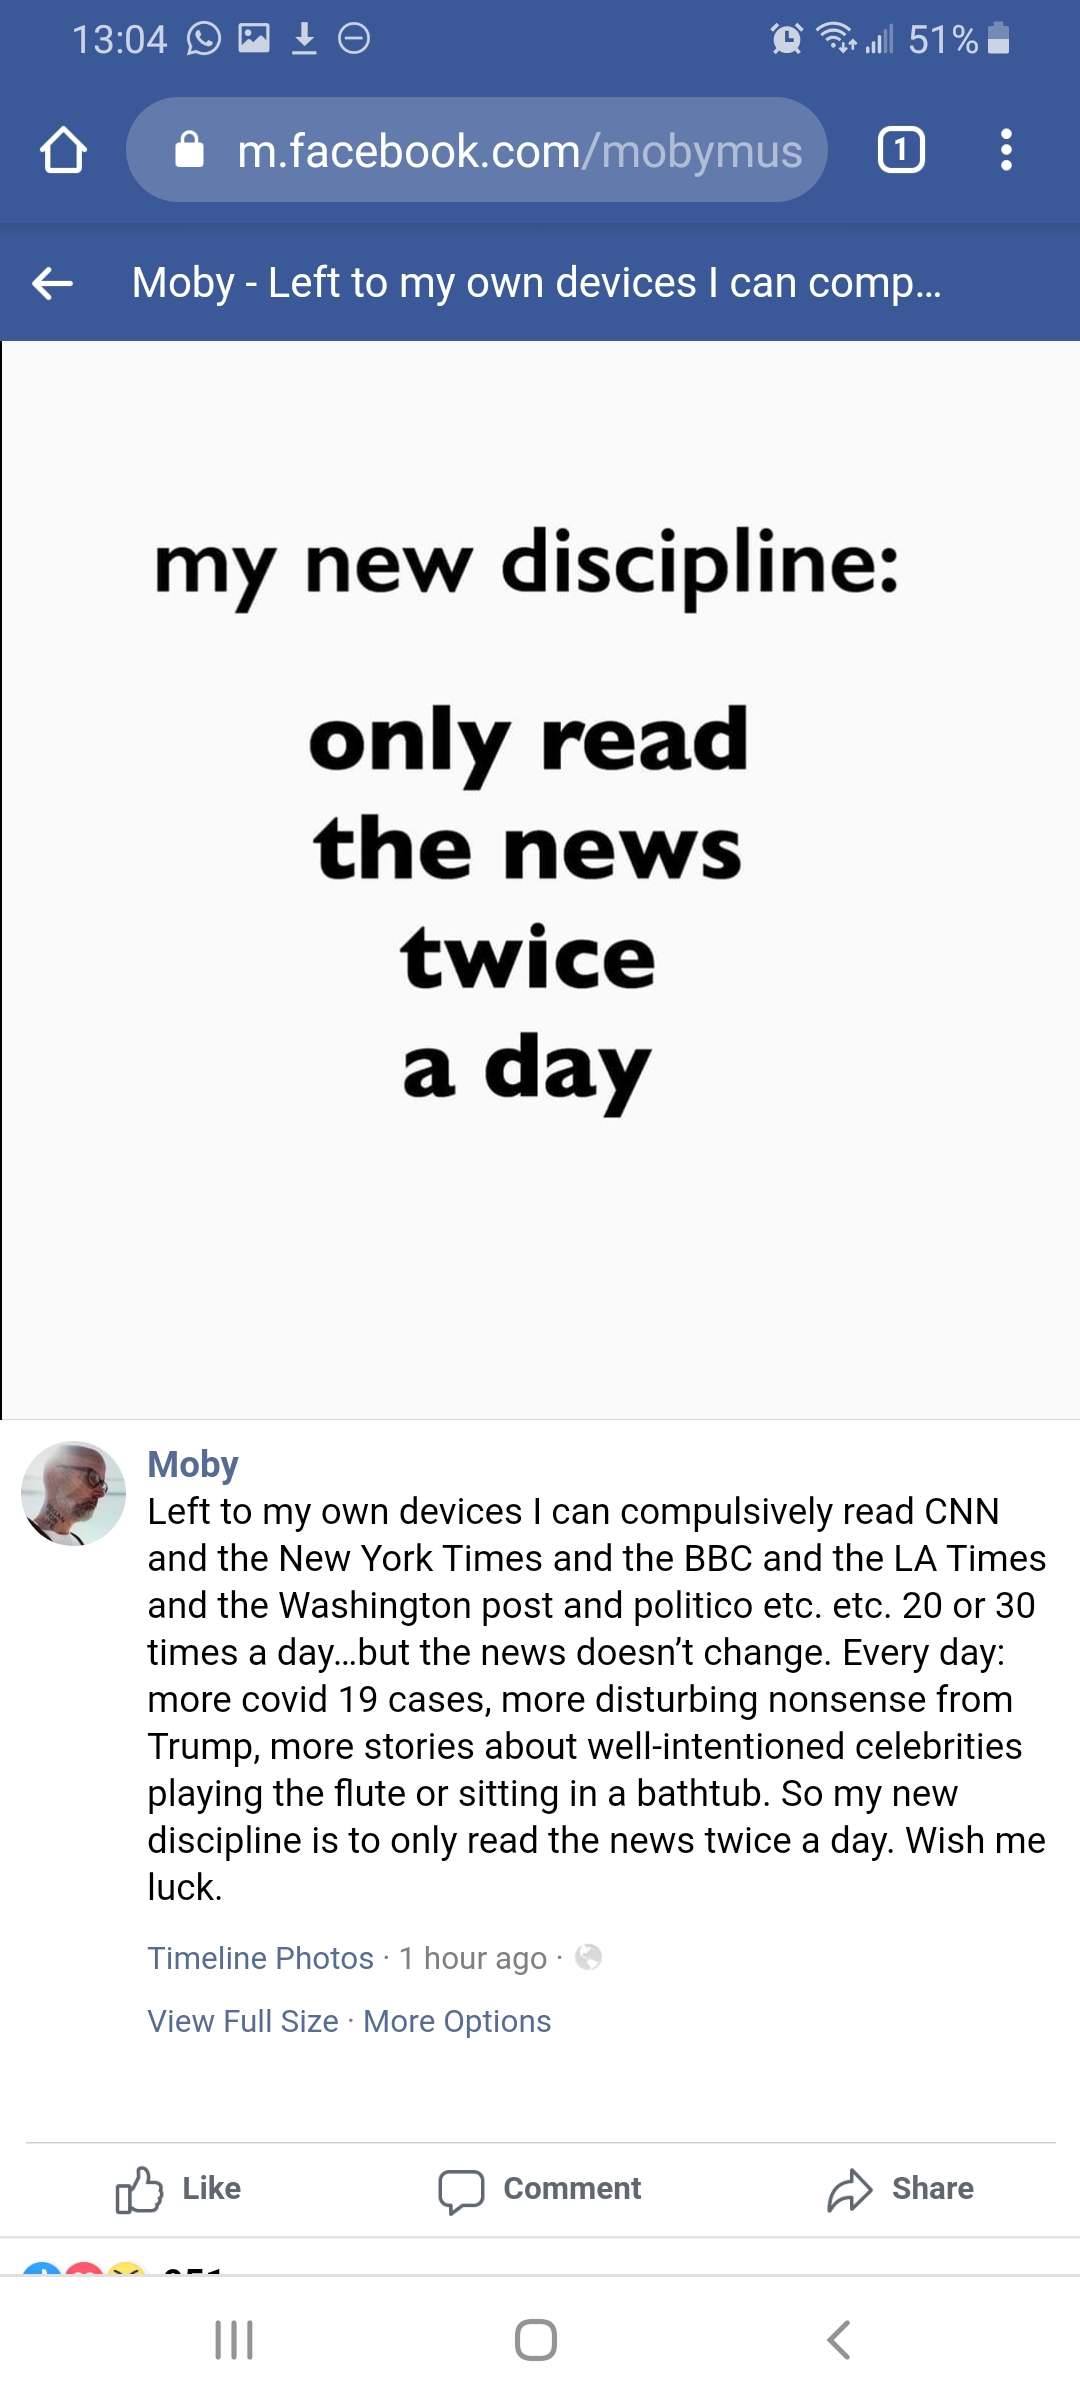 13:04 51%
m.facebook.com/mobymus
1
Moby - Left to my own devices I can comp...
my new discipline:
only read
the news
twice
a day
Moby
Left to my own devices I can compulsively read CNN
and the New York Times and the BBC and the LA Times
and the Washington post and politico etc. etc. 20 or 30
times a day...but the news doesn’t change. Every day:
more covid 19 cases, more disturbing nonsense from
Trump, more stories about well-intentioned celebrities
playing the flute or sitting in a bathtub. So my new
discipline is to only read the news twice a day. Wish me
luck.
Timeline Photos · 1 hour ago ·
View Full Size · More Options
Like Comment Share